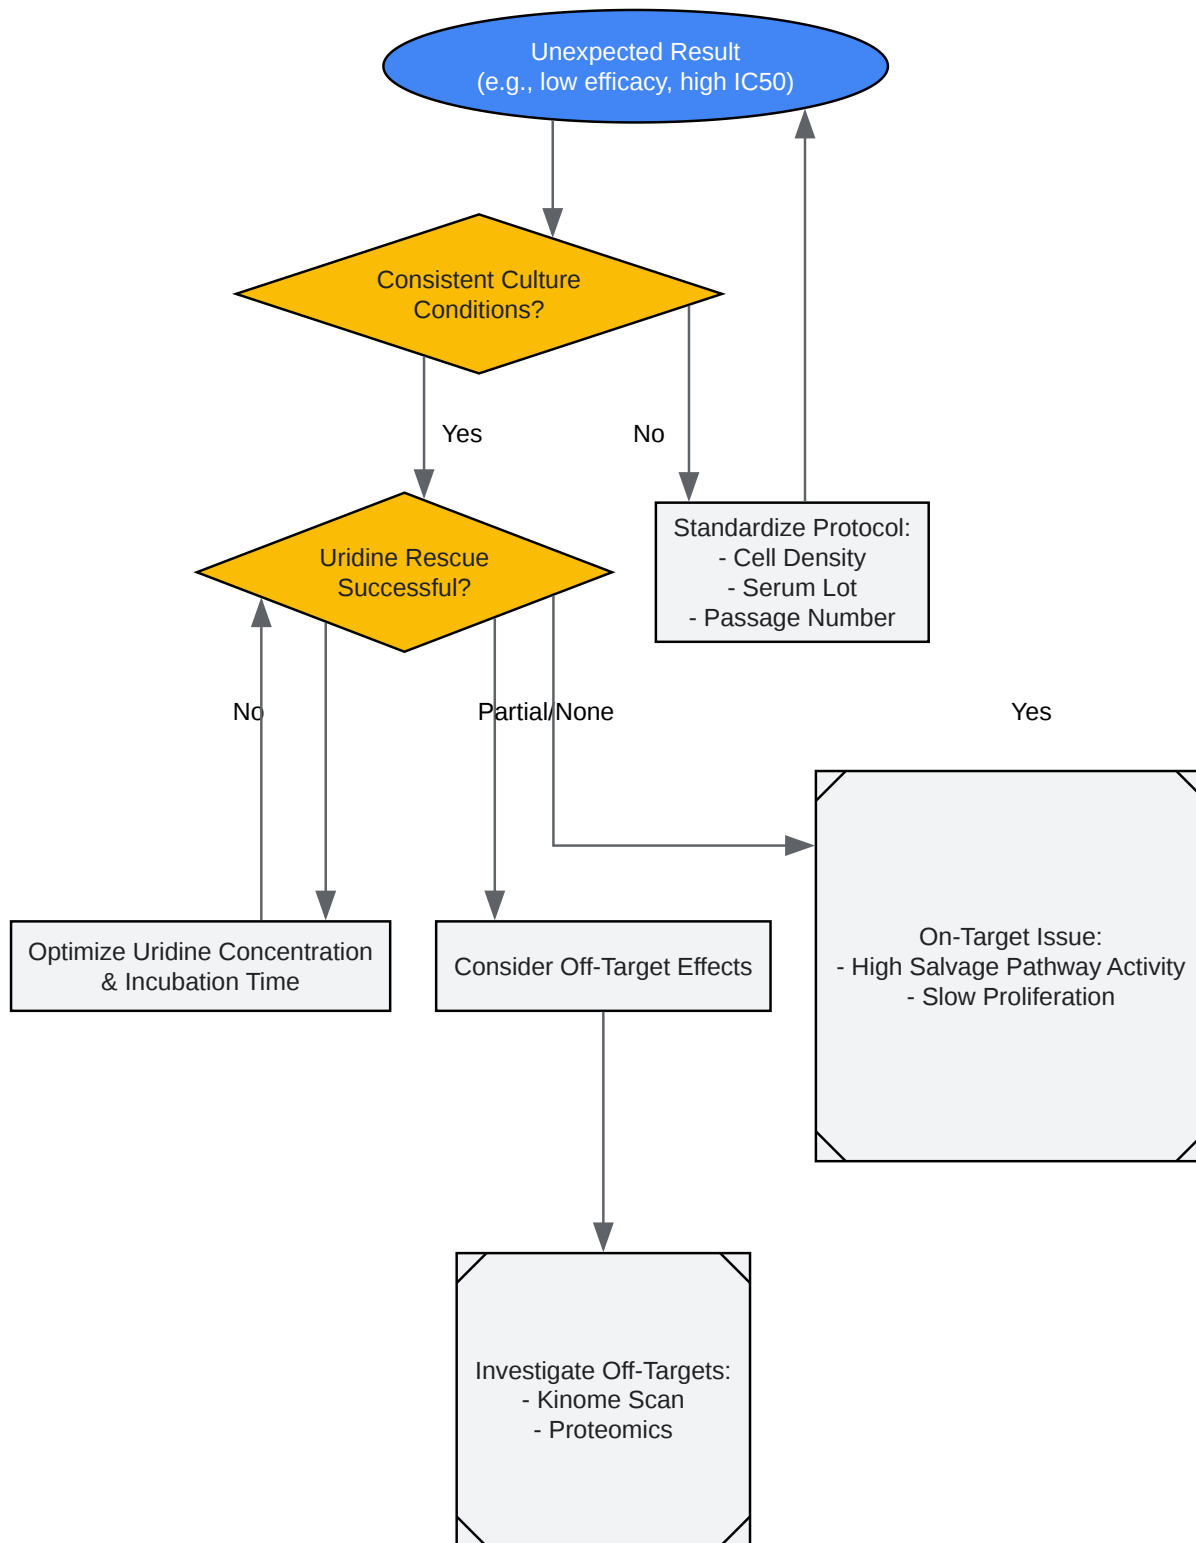 Unexpected Result
(e.g., low efficacy, high IC50)
Consistent Culture
Conditions?
Yes
No
Uridine Rescue
Successful?
Standardize Protocol:
- Cell Density
- Serum Lot
- Passage Number
No
Partial/None
Yes
Optimize Uridine Concentration
& Incubation Time
Consider Off-Target Effects
On-Target Issue:
- High Salvage Pathway Activity
- Slow Proliferation
Investigate Off-Targets:
- Kinome Scan
- Proteomics